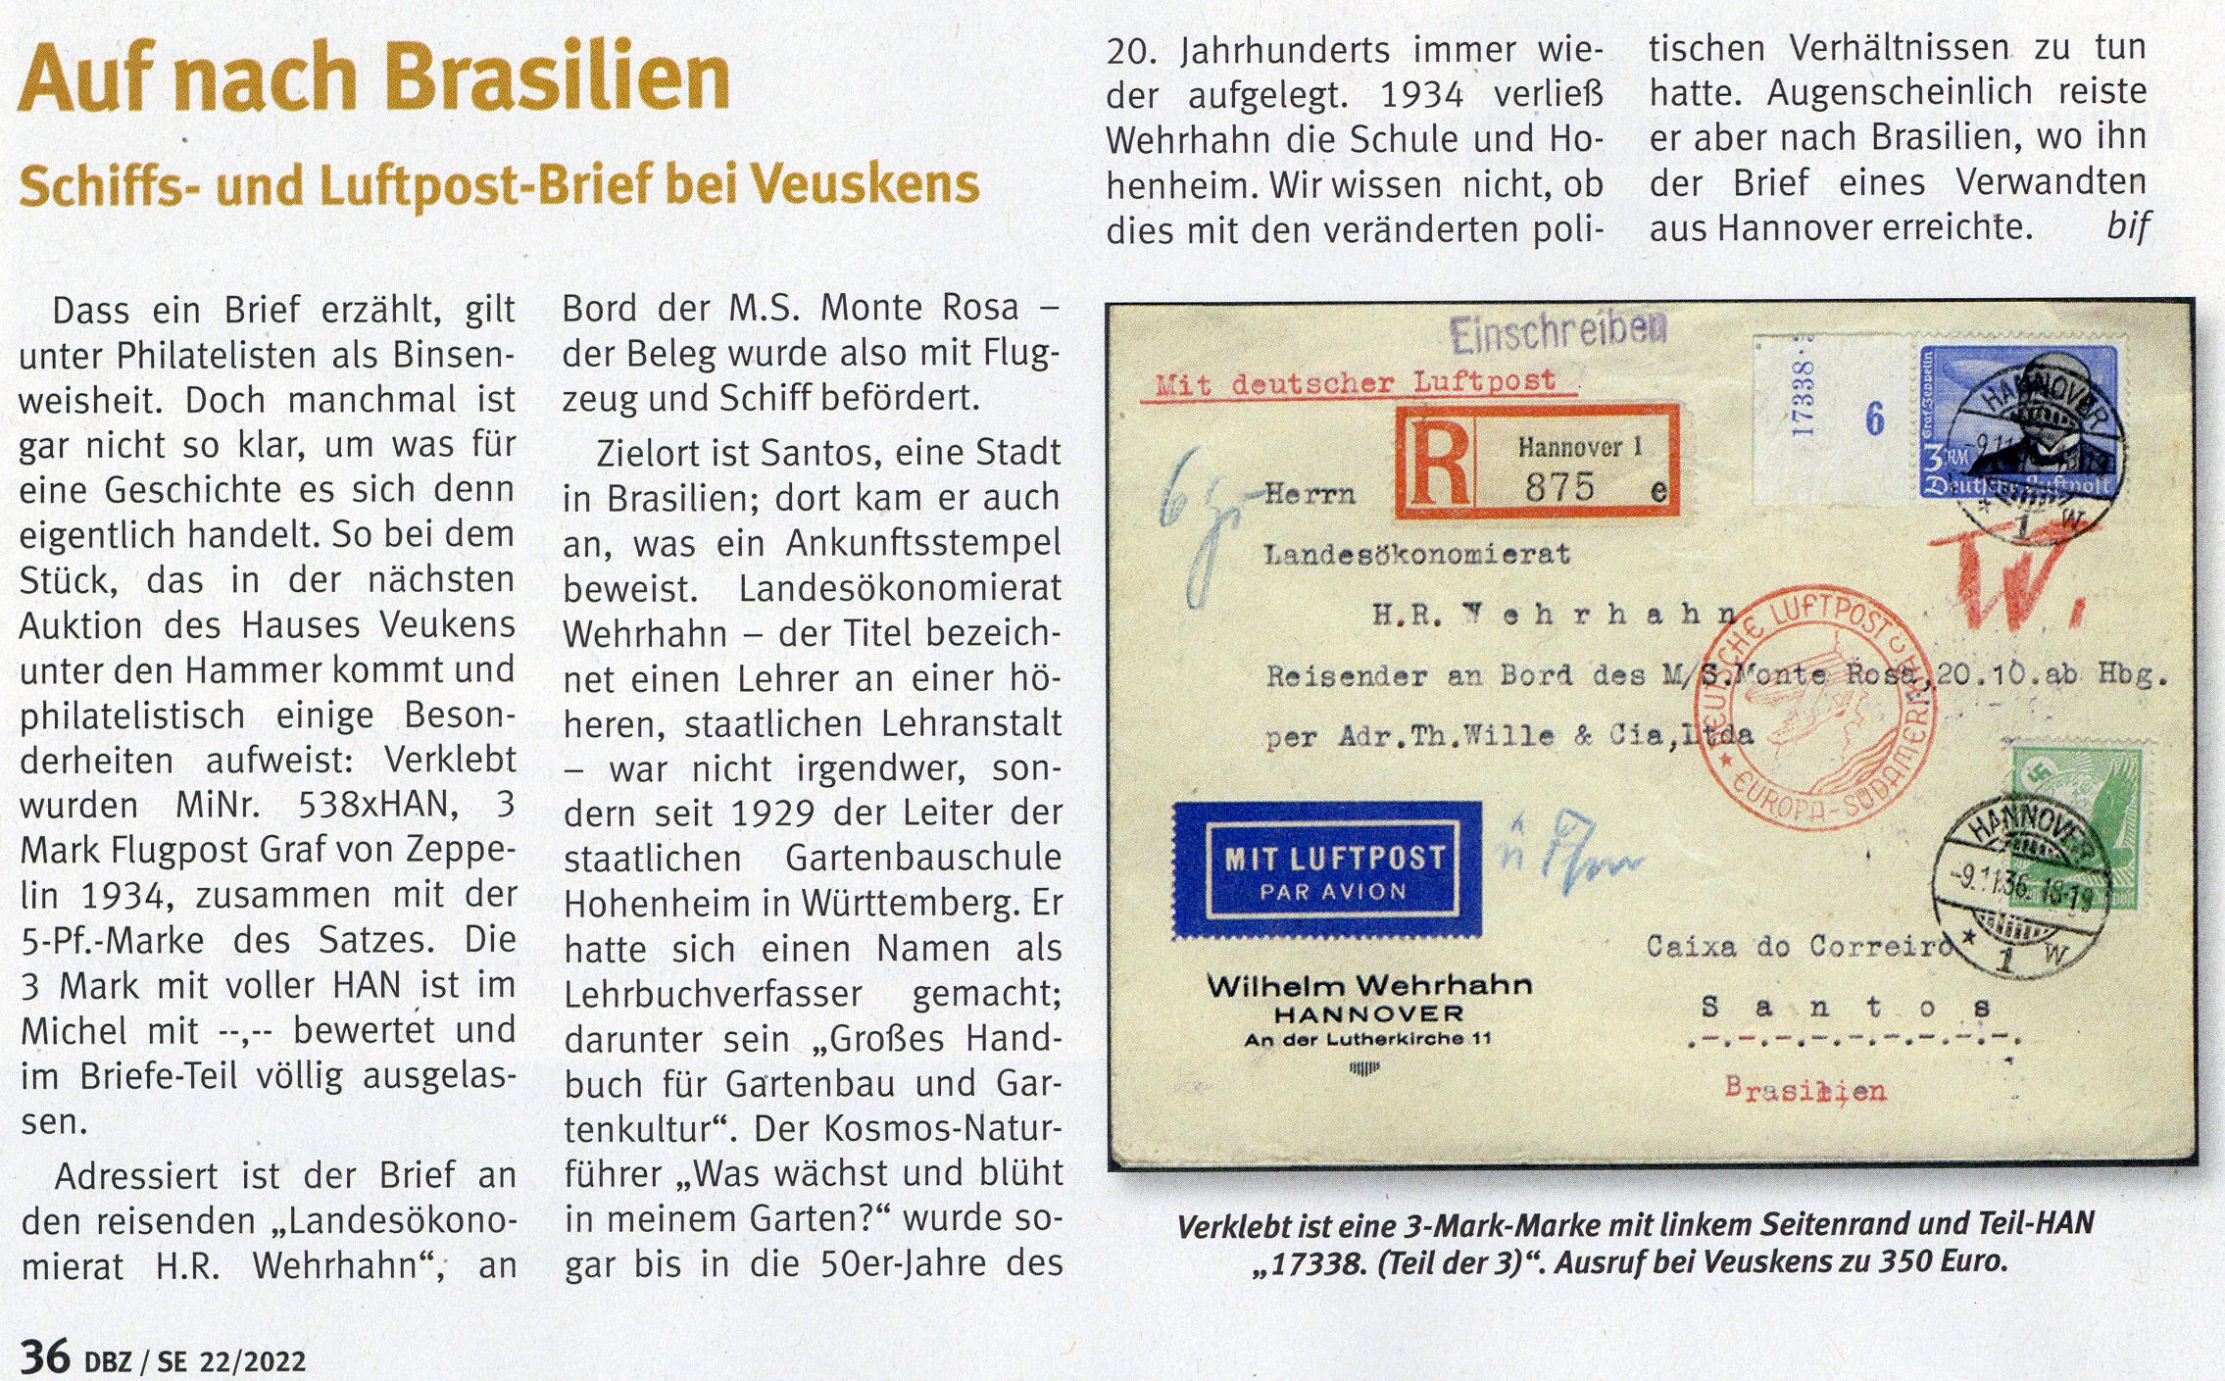 Auf nach Brasilien
Schiffs- und Luftpost-Brief bei Veuskens
Dass ein Brief erzählt, gilt
unter Philatelisten als Binsen-
weisheit. Doch manchmal ist
gar nicht so klar, um was für
eine Geschichte es sich denn
eigentlich handelt. So bei dem
Stück, das in der nächsten
Auktion des Hauses Veukens
unter den Hammer kommt und
philatelistisch einige Beson-
derheiten aufweist: Verklebt
wurden MiNr. 538xHAN, 3
Mark Flugpost Graf von Zeppe-
lin 1934, zusammen mit der
5-Pf.-Marke des Satzes. Die
3 Mark mit voller HAN ist im
Michel mit --,-- bewertet und
im Briefe-Teil völlig ausgelas-
sen.
Adressiert ist der Brief an
den reisenden „Landesökono-
mierat H.R. Wehrhahn“, an
Bord der M.S. Monte Rosa –
der Beleg wurde also mit Flug-
zeug und Schiff befördert.
Zielort ist Santos, eine Stadt
in Brasilien; dort kam er auch
an, was ein Ankunftsstempel
beweist. Landesökonomierat
Wehrhahn – der Titel bezeich-
net einen Lehrer an einer hö-
heren, staatlichen Lehranstalt
– war nicht irgendwer, son-
dern seit 1929 der Leiter der
staatlichen Gartenbauschule
Hohenheim in Württemberg. Er
hatte sich einen Namen als
Lehrbuchverfasser gemacht;
darunter sein „Großes Hand-
buch für Gartenbau und Gar-
tenkultur“. Der Kosmos-Natur-
führer „Was wächst und blüht
in meinem Garten?“ wurde so-
gar bis in die 50er-Jahre des
20. Jahrhunderts immer wie-
der aufgelegt. 1934 verließ
Wehrhahn die Schule und Ho-
henheim. Wir wissen nicht, ob
dies mit den veränderten poli-
tischen Verhältnissen zu tun
hatte. Augenscheinlich reiste
er aber nach Brasilien, wo ihn
der Brief eines Verwandten
aus Hannover erreichte. bif
Einschreiben
Mit deutscher Luftpost
17338.
6
Graf Zeppelin
3 RM
Deutsche Luftpost
HANNOVER
1 W
R Hannover 1
875 e
Herrn
Landesökonomierat
H.R. Wehrhahn
Reisender an Bord des M/S.Monte Rosa,20.10.ab Hbg.
per Adr.Th.Wille & Cia,Ltda
DEUTSCHE LUFTPOST
EUROPA-SÜDAMERIKA
MIT LUFTPOST
PAR AVION
HANNOVER
-9.11.36. 18-19
1 W
Wilhelm Wehrhahn
HANNOVER
An der Lutherkirche 11
Caixa do Correiro
Santos
Brasilien
Verklebt ist eine 3-Mark-Marke mit linkem Seitenrand und Teil-HAN
„17338. (Teil der 3)“. Ausruf bei Veuskens zu 350 Euro.
36 DBZ / SE 22/2022